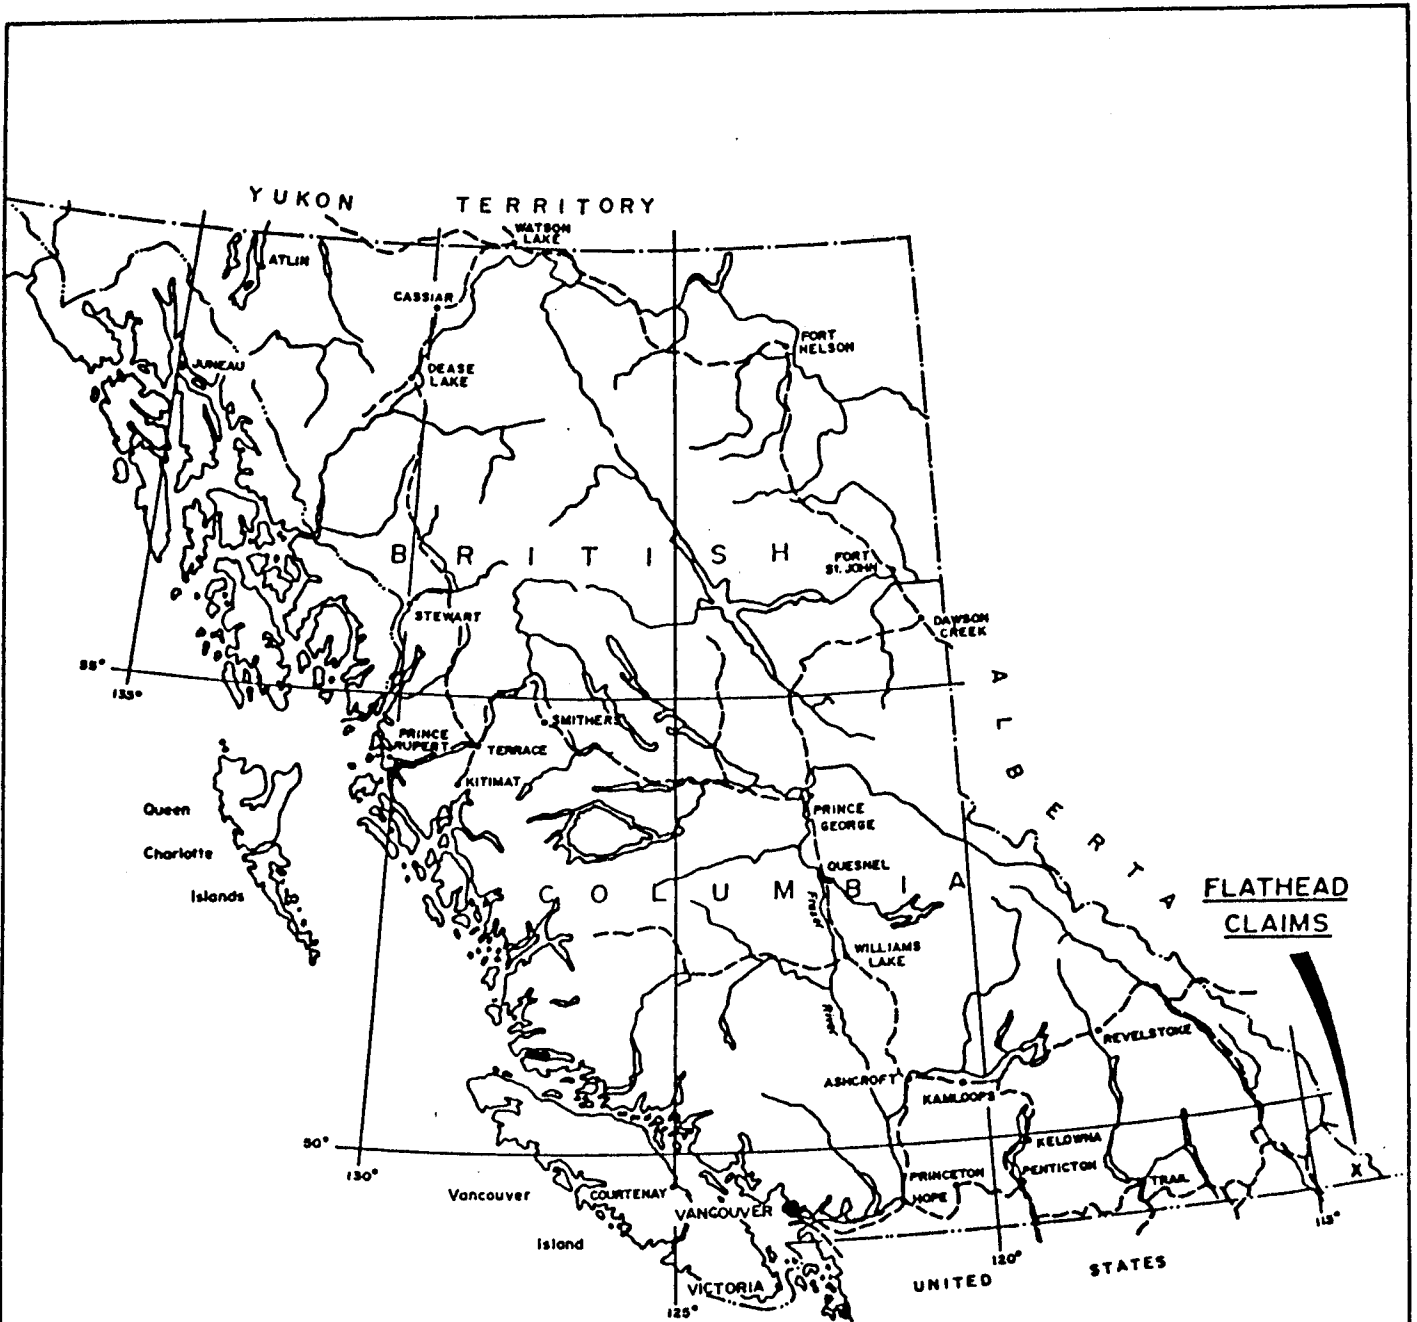 YUKON TERRITORY
WATSON
LAKE
ATLIN
CASSIAR
FORT
NELSON
JUNEAU
DEASE
LAKE
BRITISH
FORT
St. JOHN
STEWART
DAWSON
CREEK
55°
135°
ALBERTA
SMITHERS
PRINCE
RUPERT
TERRACE
KITIMAT
Queen
Charlotte
Islands
PRINCE
GEORGE
QUESNEL
COLUMBIA
FLATHEAD
CLAIMS
Fraser
River
WILLIAMS
LAKE
REVELSTOKE
ASHCROFT
KAMLOOPS
50°
130°
KELOWNA
PENTICTON
PRINCETON
TRAIL
X
HOPE
Vancouver
Island
COURTENAY
VANCOUVER
VICTORIA
125°
120°
115°
UNITED STATES